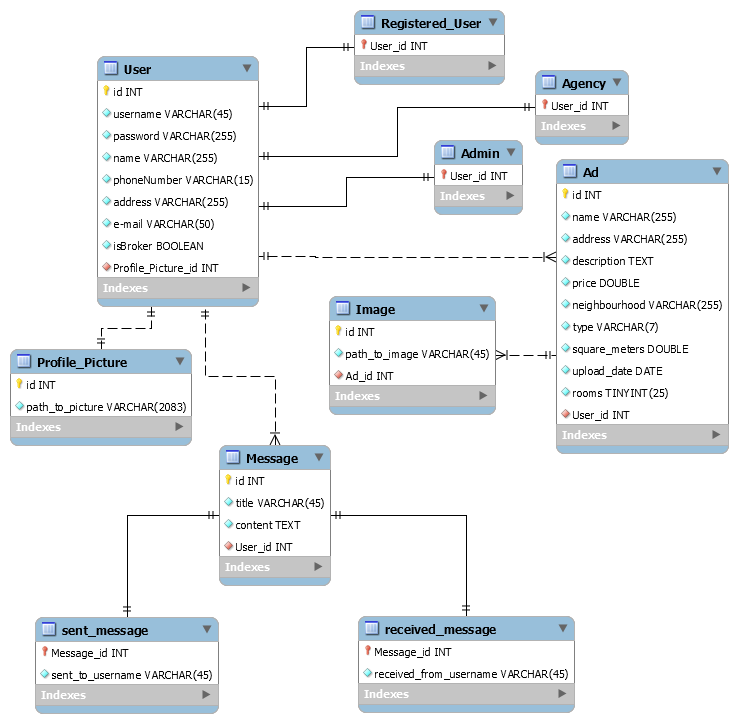 Registered_User
User_id INT
Indexes
User
id INT
username VARCHAR(45)
password VARCHAR(255)
name VARCHAR(255)
phoneNumber VARCHAR(15)
address VARCHAR(255)
e-mail VARCHAR(50)
isBroker BOOLEAN
Profile_Picture_id INT
Indexes
Agency
User_id INT
Indexes
Admin
User_id INT
Indexes
Ad
id INT
name VARCHAR(255)
address VARCHAR(255)
description TEXT
price DOUBLE
neighbourhood VARCHAR(255)
type VARCHAR(7)
square_meters DOUBLE
upload_date DATE
rooms TINYINT(25)
User_id INT
Indexes
Image
id INT
path_to_image VARCHAR(45)
Ad_id INT
Indexes
Profile_Picture
id INT
path_to_picture VARCHAR(2083)
Indexes
Message
id INT
title VARCHAR(45)
content TEXT
User_id INT
Indexes
sent_message
Message_id INT
sent_to_username VARCHAR(45)
Indexes
received_message
Message_id INT
received_from_username VARCHAR(45)
Indexes